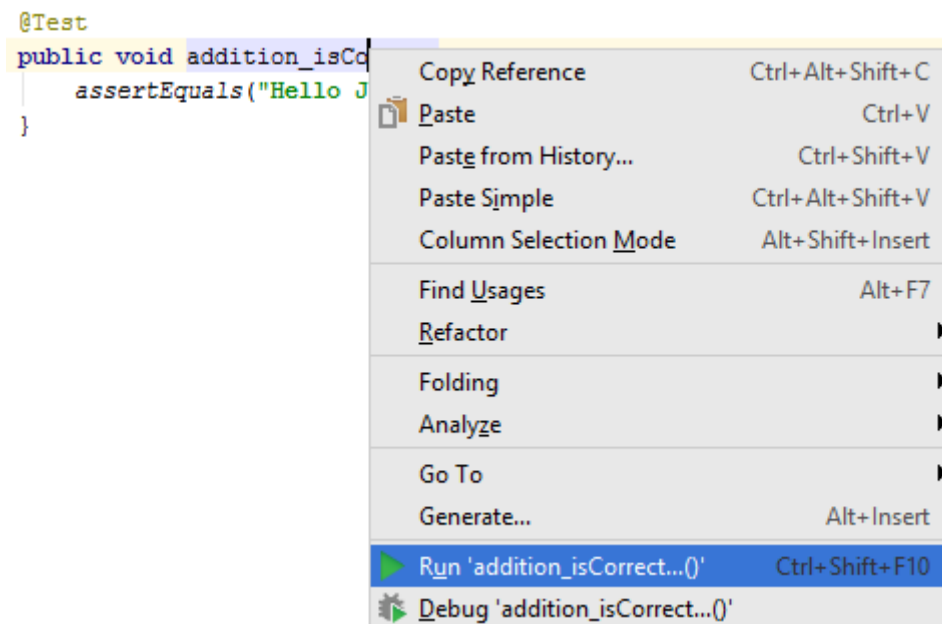 @Test
public void addition_isCo
assertEquals("Hello J
}
Copy Reference Ctrl+Alt+Shift+C
Paste Ctrl+V
Paste from History... Ctrl+Shift+V
Paste Simple Ctrl+Alt+Shift+V
Column Selection Mode Alt+Shift+Insert
Find Usages Alt+F7
Refactor
Folding
Analyze
Go To
Generate... Alt+Insert
Run 'addition_isCorrect...()' Ctrl+Shift+F10
Debug 'addition_isCorrect...()'